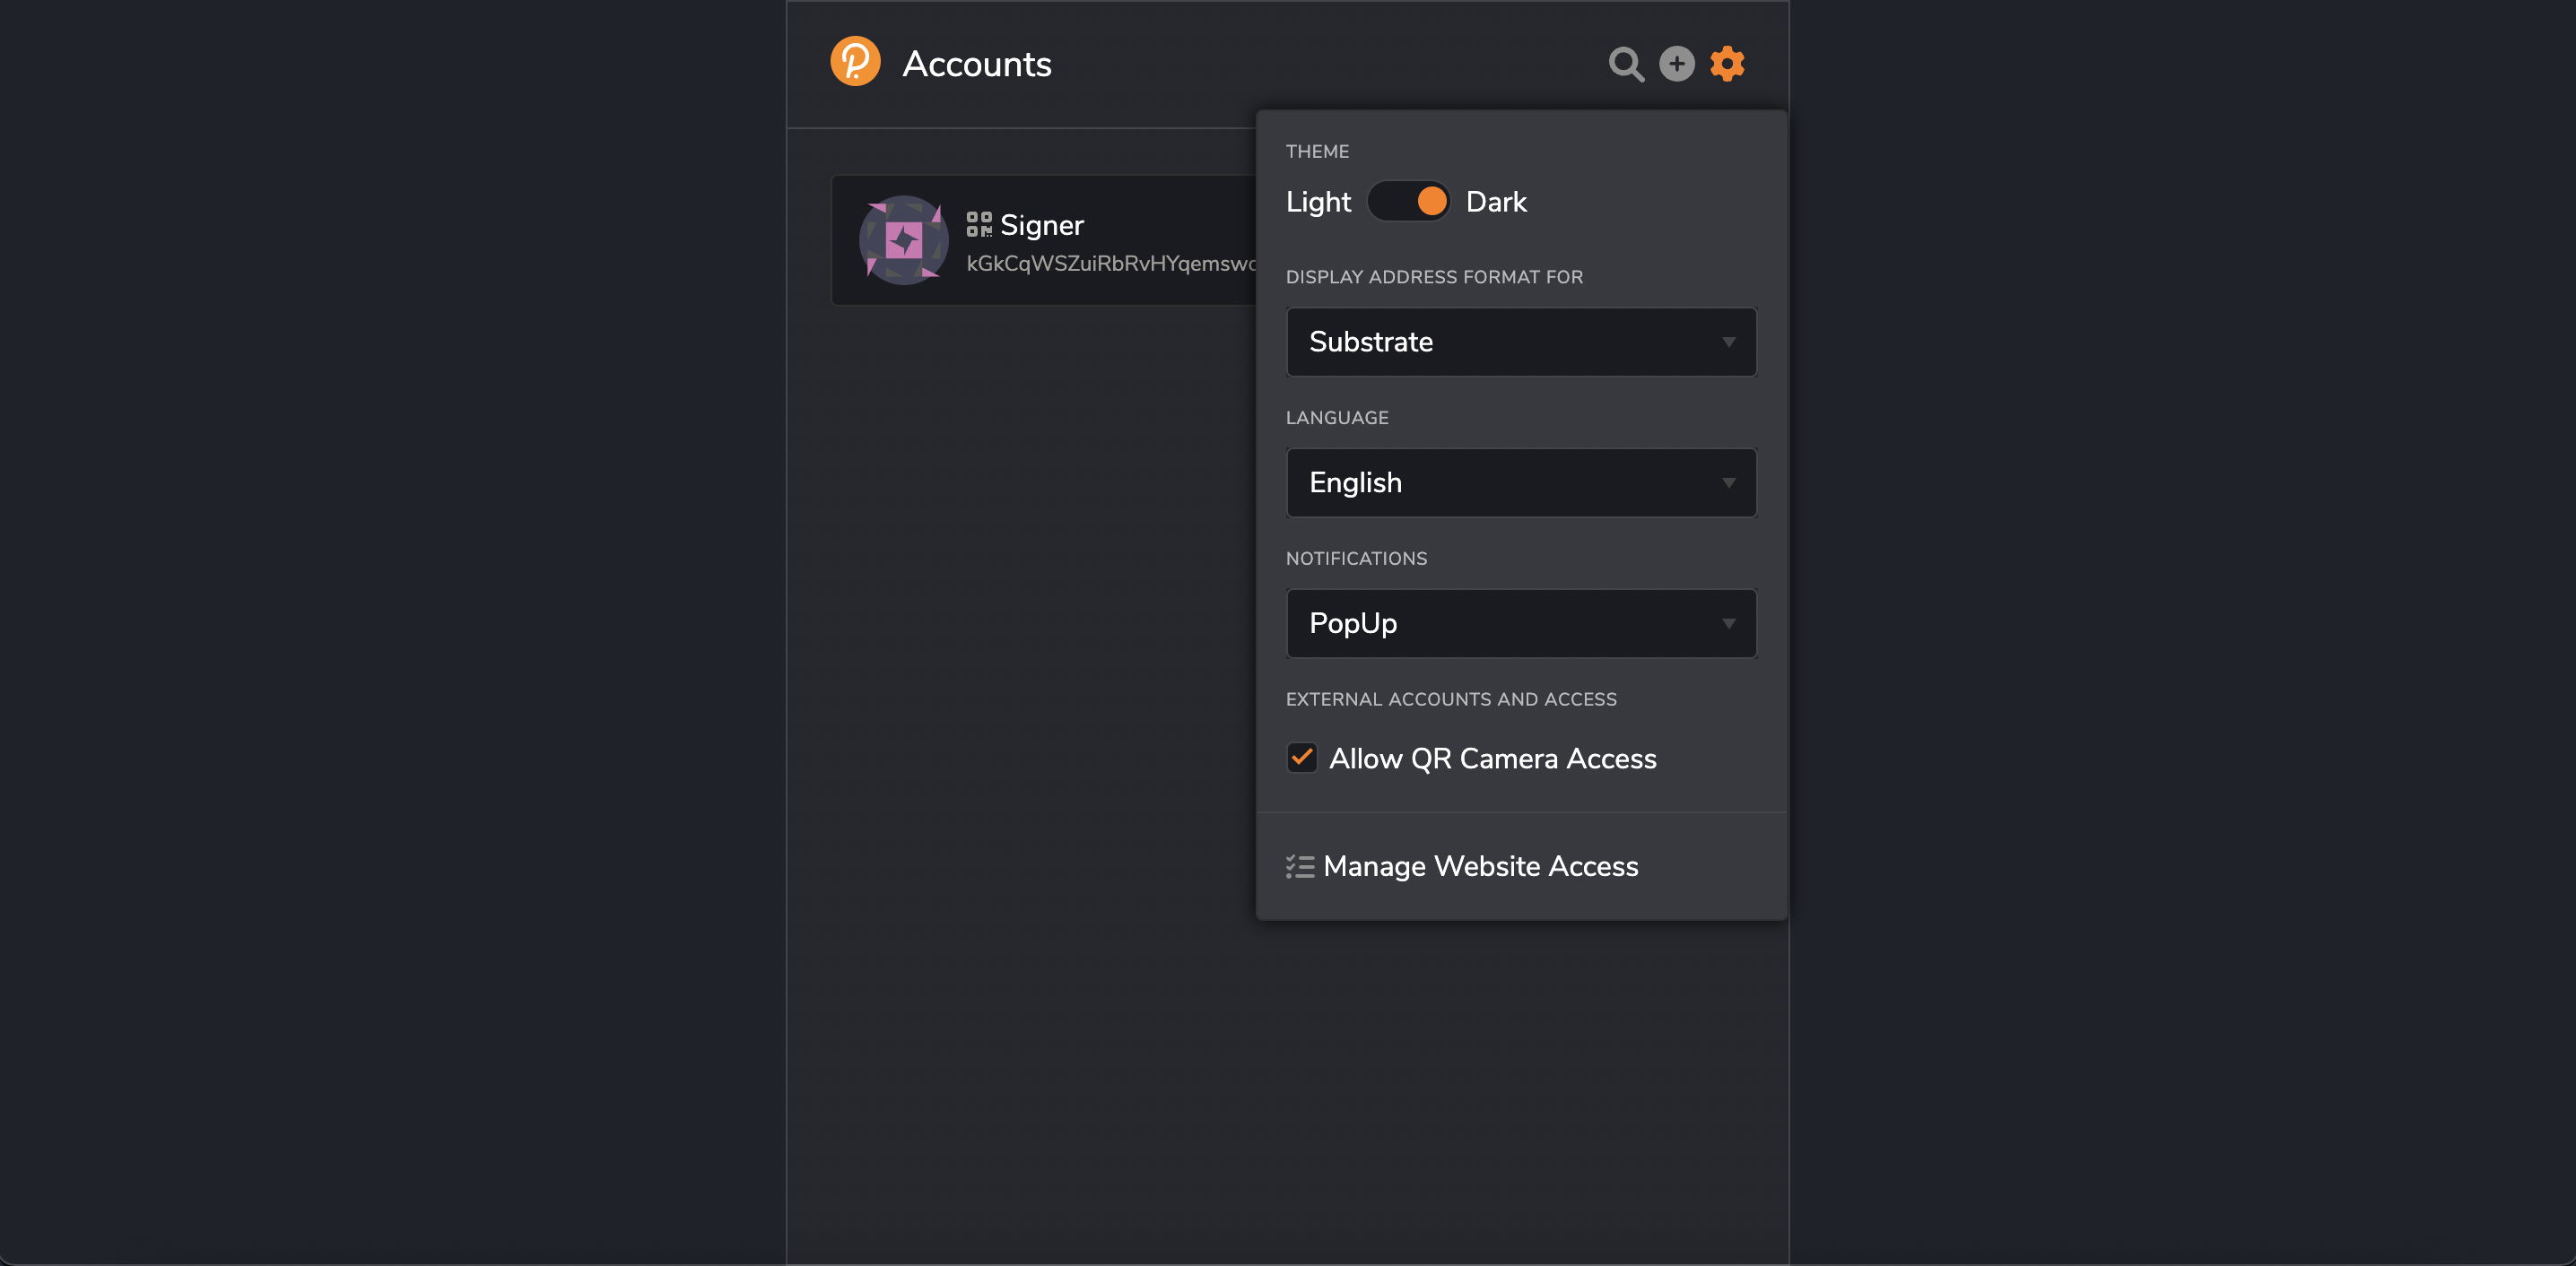 Accounts
THEME
Light Dark
Signer
kGkCqWSZuiRbRvHYqemswc
DISPLAY ADDRESS FORMAT FOR
Substrate
LANGUAGE
English
NOTIFICATIONS
PopUp
EXTERNAL ACCOUNTS AND ACCESS
Allow QR Camera Access
Manage Website Access